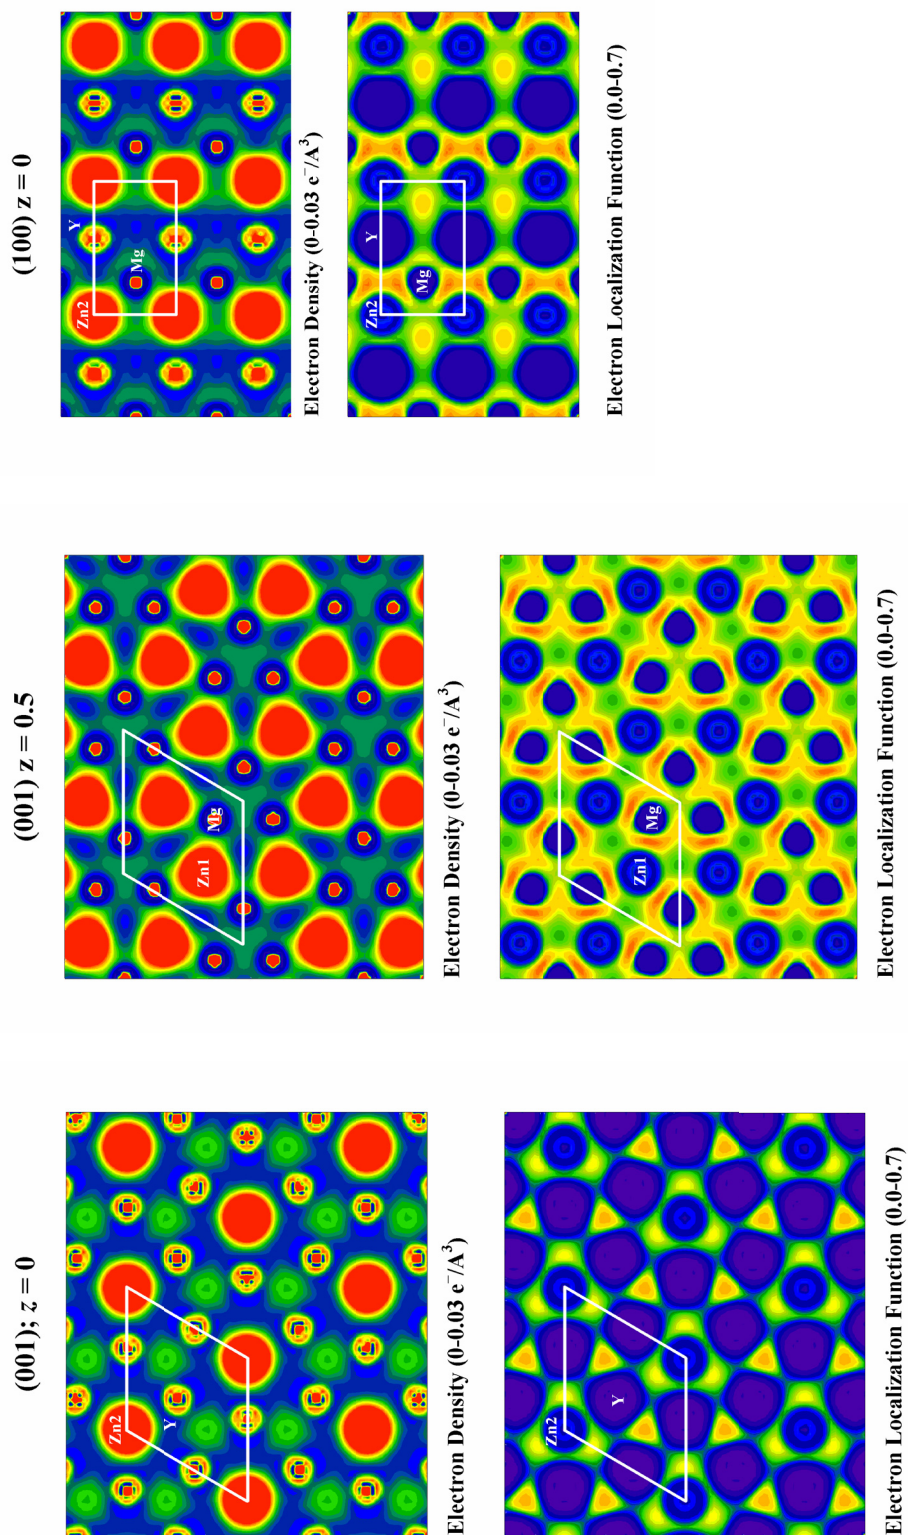 (001); z = 0
Zn2
Y
Electron Density (0-0.03 e⁻/A³)
Zn2
Y
Electron Localization Function (0.0-0.7)
(001) z = 0.5
Zn1
Mg
Electron Density (0-0.03 e⁻/A³)
Zn1
Mg
Electron Localization Function (0.0-0.7)
(100) z = 0
Zn2
Mg
Y
Electron Density (0-0.03 e⁻/A³)
Zn2
Mg
Y
Electron Localization Function (0.0-0.7)